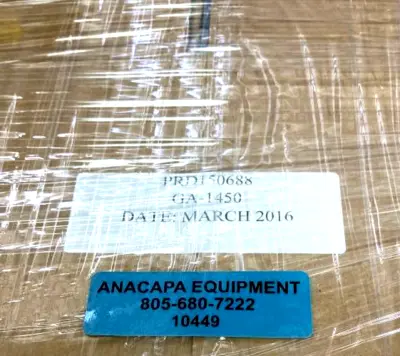 PRD150688
GA-1450
DATE: MARCH 2016
ANACAPA EQUIPMENT
805-680-7222
10449